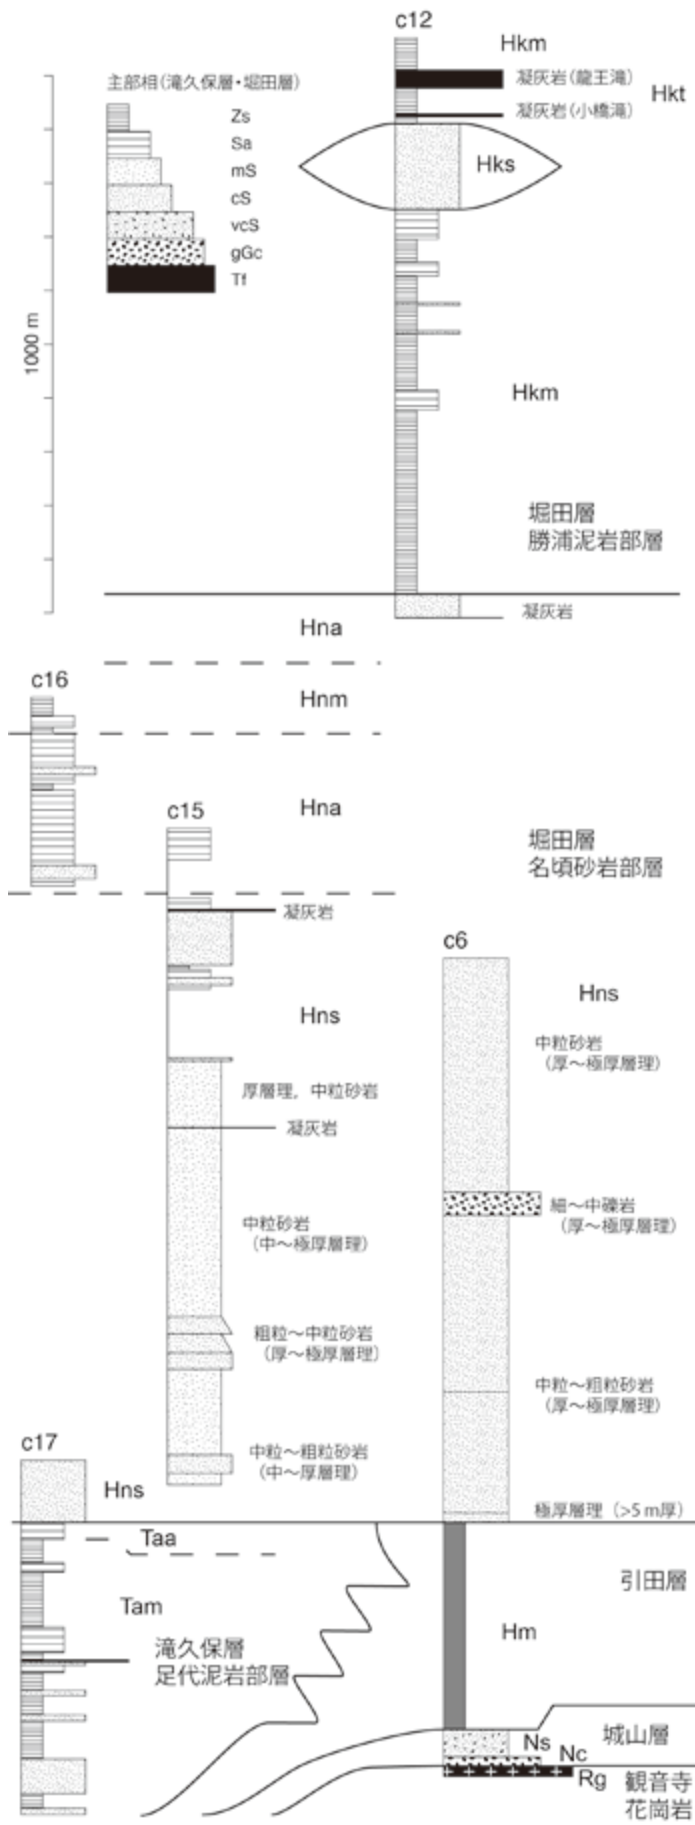 c12
Hkm
主部相(滝久保層・堀田層)
凝灰岩(龍王滝)
Hkt
凝灰岩(小橋滝)
Zs
Sa
mS
cS
vcS
gGc
Tf
Hks
1000 m
Hkm
堀田層
勝浦泥岩部層
凝灰岩
Hna
c16
Hnm
c15
Hna
堀田層
名頃砂岩部層
凝灰岩
c6
Hns
Hns
中粒砂岩
(厚〜極厚層理)
厚層理,中粒砂岩
凝灰岩
細〜中礫岩
(厚〜極厚層理)
中粒砂岩
(中〜極厚層理)
粗粒〜中粒砂岩
(厚〜極厚層理)
中粒〜粗粒砂岩
(厚〜極厚層理)
c17
中粒〜粗粒砂岩
(中〜厚層理)
Hns
極厚層理(>5 m厚)
Taa
引田層
Tam
Hm
滝久保層
足代泥岩部層
城山層
Ns
Nc
Rg
観音寺
花崗岩